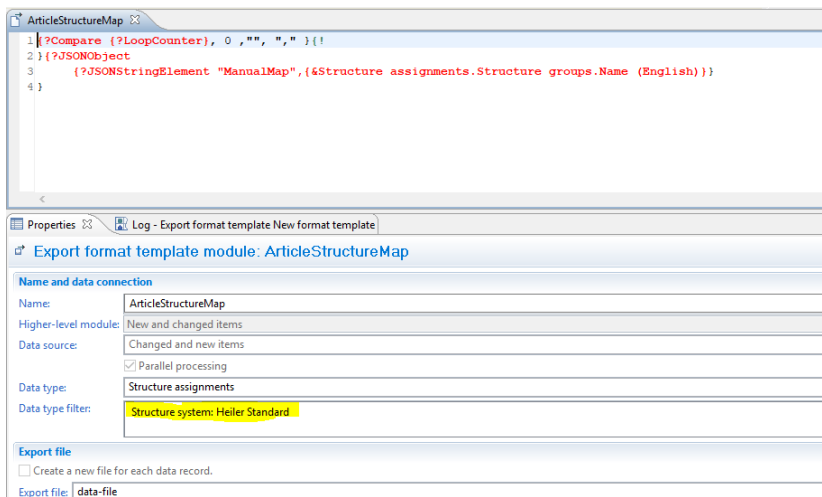 ArticleStructureMap
1 {?Compare {?LoopCounter}, 0 ,"", "," }{!
2 }{?JSONObject
3 {?JSONStringElement "ManualMap",{&Structure assignments.Structure groups.Name (English)}}
4 }
Properties Log - Export format template New format template
Export format template module: ArticleStructureMap
Name and data connection
Name: ArticleStructureMap
Higher-level module: New and changed items
Data source: Changed and new items
Parallel processing
Data type: Structure assignments
Data type filter: Structure system: Heiler Standard
Export file
Create a new file for each data record.
Export file: data-file